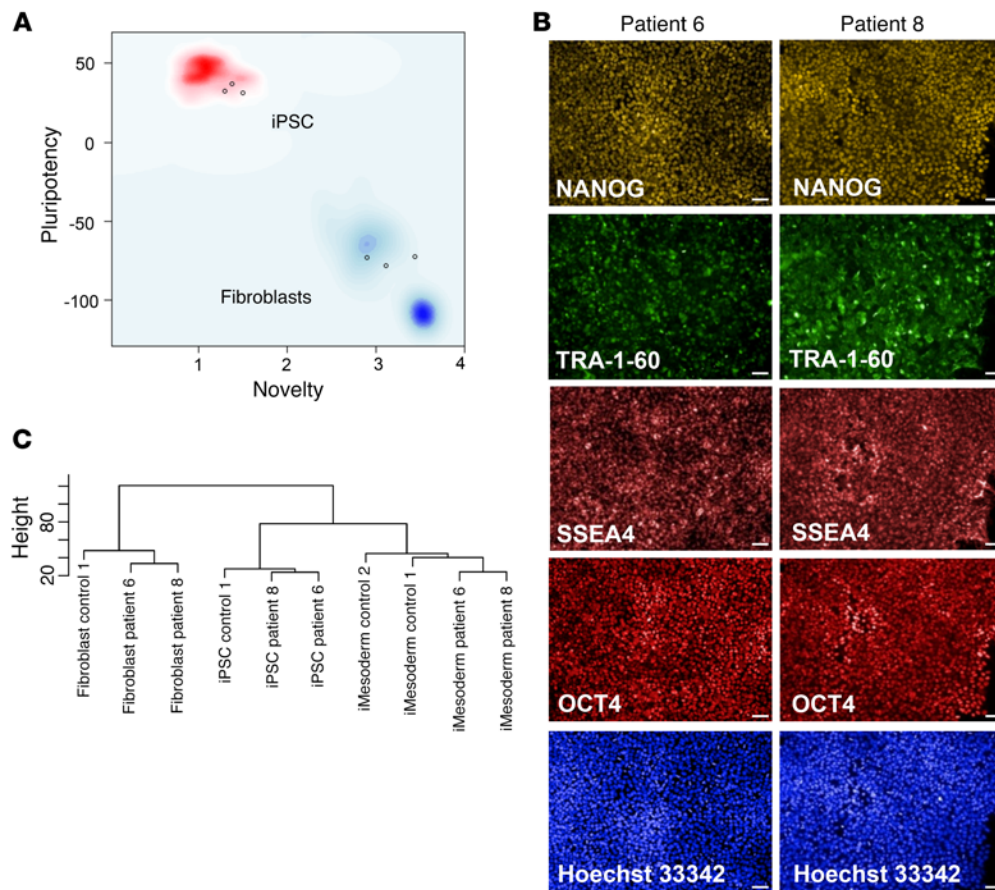 A
Pluripotency
50
0
-50
-100
iPSC
Fibroblasts
1
2
3
4
Novelty
B
Patient 6
Patient 8
NANOG
NANOG
TRA-1-60
TRA-1-60
SSEA4
SSEA4
OCT4
OCT4
Hoechst 33342
Hoechst 33342
C
Height
80
20
Fibroblast control 1
Fibroblast patient 6
Fibroblast patient 8
iPSC control 1
iPSC patient 8
iPSC patient 6
iMesoderm control 2
iMesoderm control 1
iMesoderm patient 6
iMesoderm patient 8